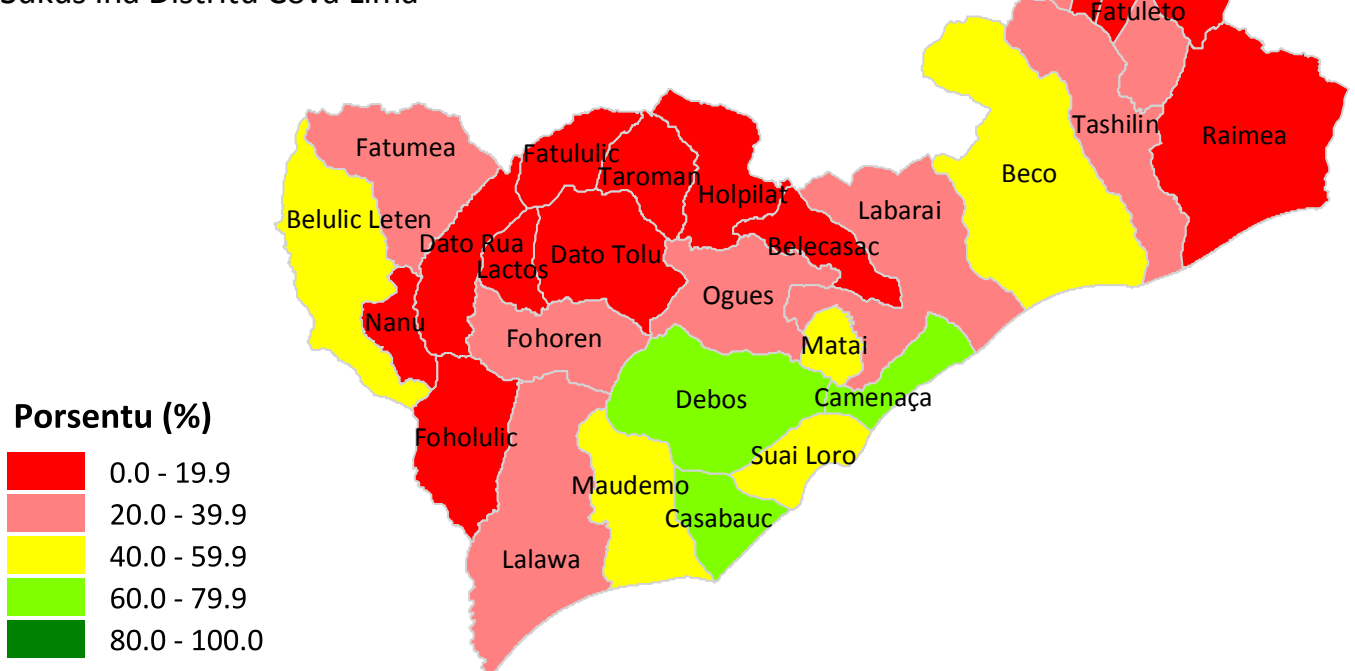 Fatuleto
Tashilin
Raimea
Fatumea
Fatululic
Taroman
Beco
Holpilat
Labarai
Belulic Leten
Dato Rua
Dato Tolu
Belecasac
Lactos
Ogues
Nanu
Fohoren
Matai
Debos
Camenaça
Foholulic
Suai Loro
Maudemo
Casabauc
Lalawa
Porsentu (%)
0.0 - 19.9
20.0 - 39.9
40.0 - 59.9
60.0 - 79.9
80.0 - 100.0